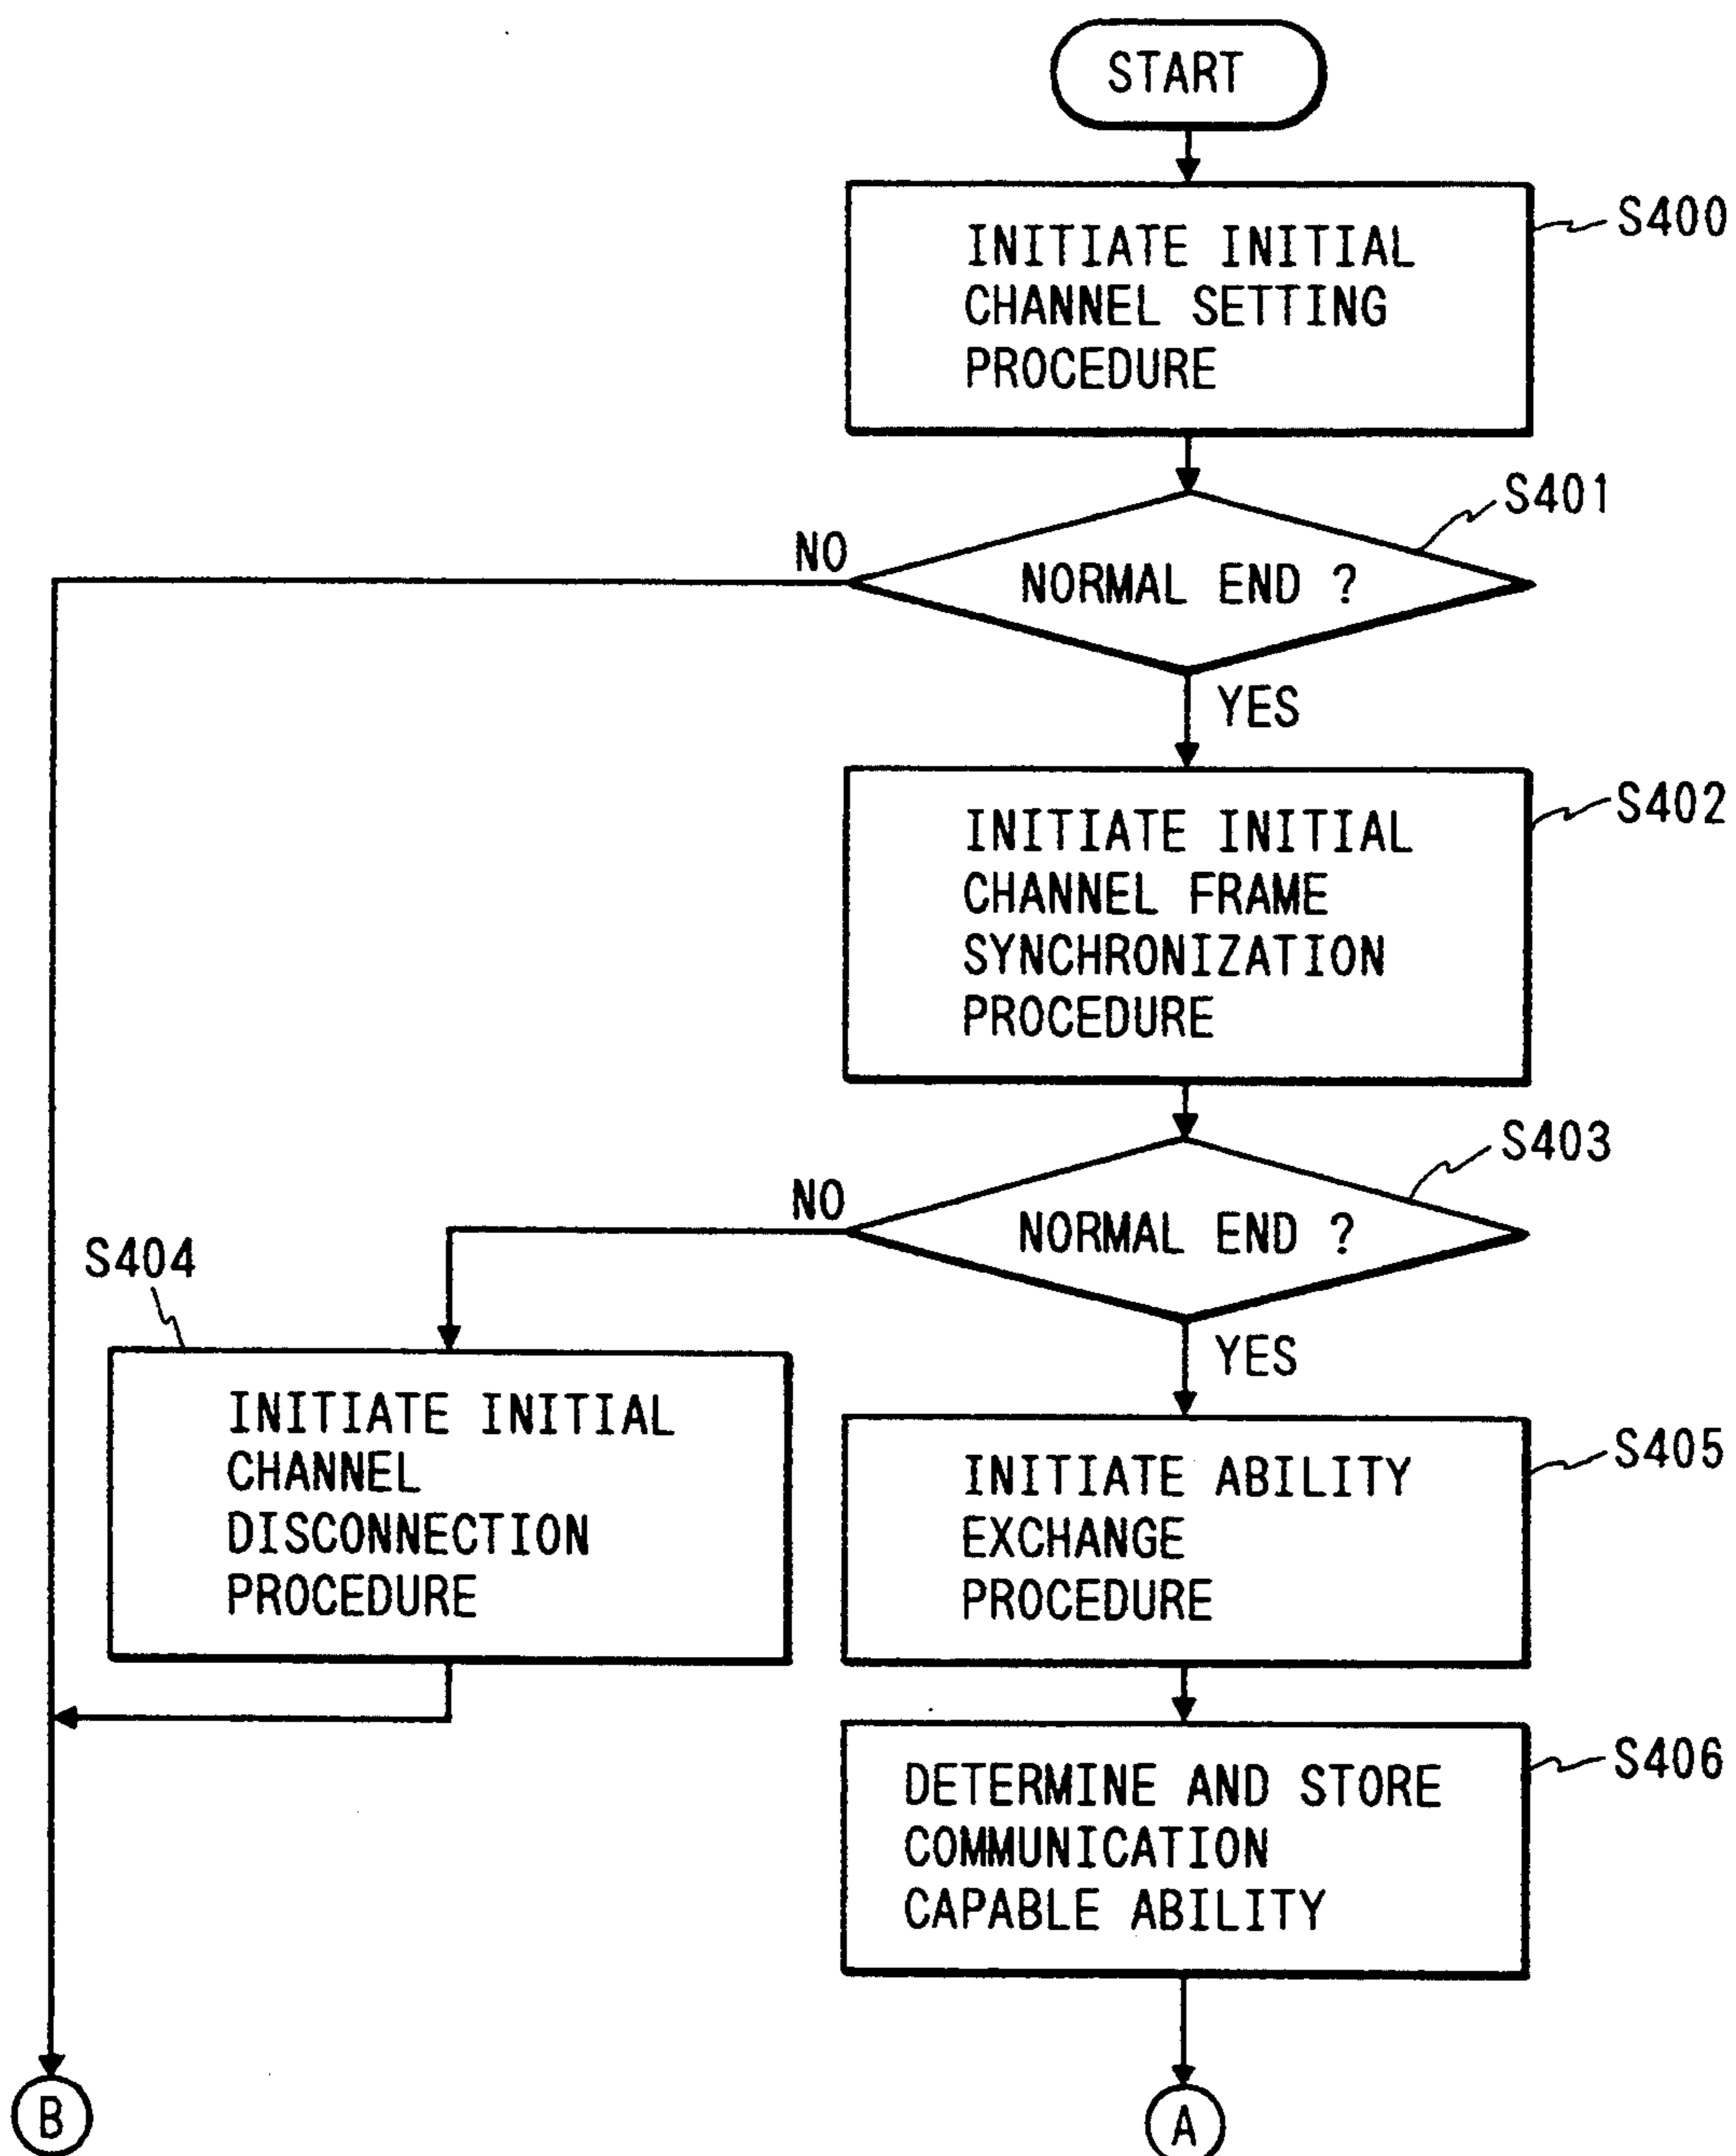 START
S400
INITIATE INITIAL
CHANNEL SETTING
PROCEDURE
S401
NO
NORMAL END ?
YES
S402
INITIATE INITIAL
CHANNEL FRAME
SYNCHRONIZATION
PROCEDURE
S403
NO
NORMAL END ?
YES
S404
INITIATE INITIAL
CHANNEL
DISCONNECTION
PROCEDURE
S405
INITIATE ABILITY
EXCHANGE
PROCEDURE
S406
DETERMINE AND STORE
COMMUNICATION
CAPABLE ABILITY
B
A